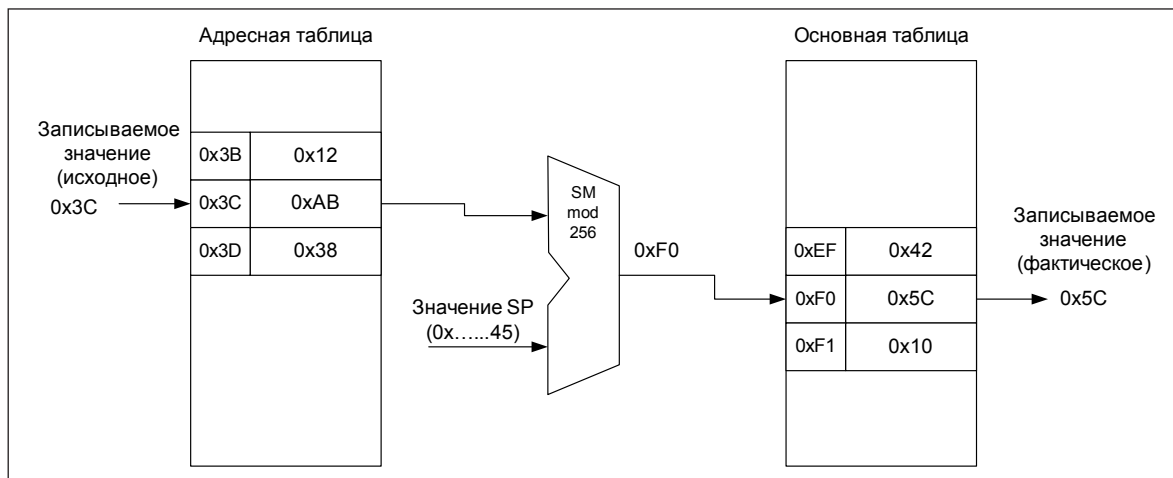 Адресная таблица
Основная таблица
Записываемое
значение
(исходное)
0x3C
0x3B 0x12
0x3C 0xAB
0x3D 0x38
SM
mod
256
0xF0
Значение SP
(0x…...45)
0xEF 0x42
0xF0 0x5C
0xF1 0x10
Записываемое
значение
(фактическое)
0x5C